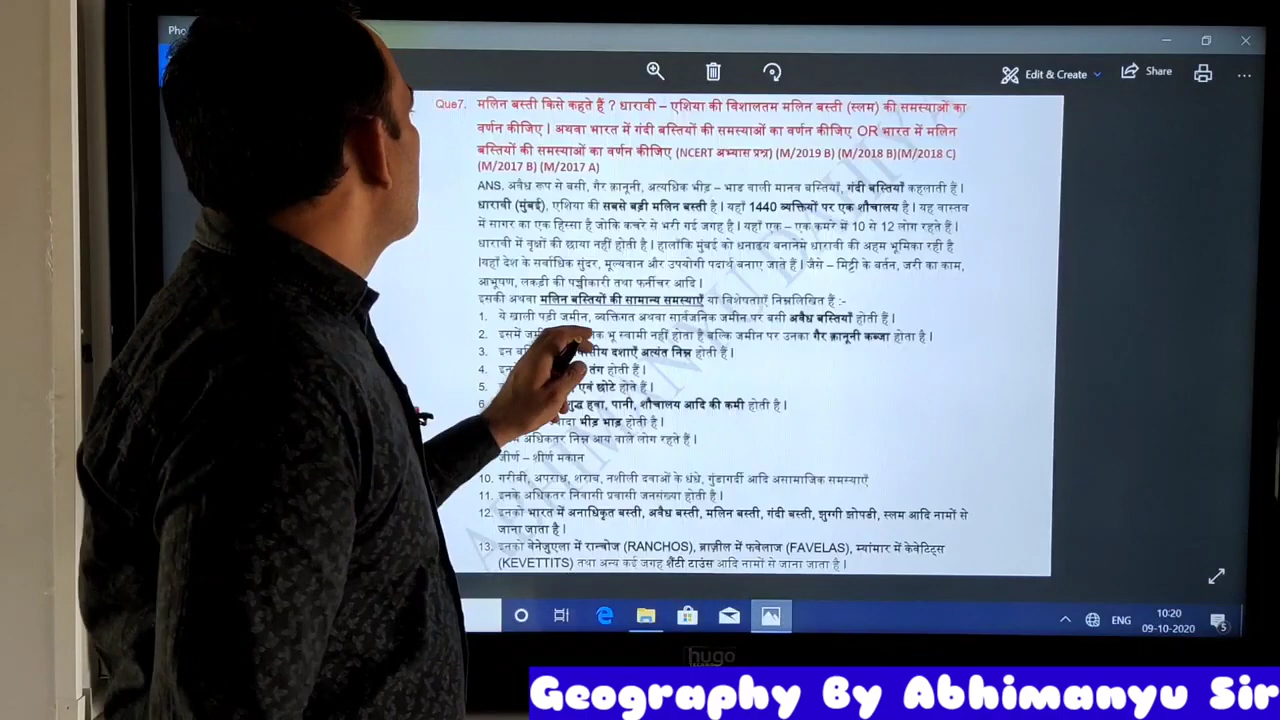 Pho
Edit & Create
Share
Que7. मलिन बस्ती किसे कहते हैं ? धारावी – एशिया की विशालतम मलिन बस्ती (स्लम) की समस्याओं का
वर्णन कीजिए | अथवा भारत में गंदी बस्तियों की समस्याओं का वर्णन कीजिए OR भारत में मलिन
बस्तियों की समस्याओं का वर्णन कीजिए (NCERT अभ्यास प्रश्न) (M/2019 B) (M/2018 B)(M/2018 C)
(M/2017 B) (M/2017 A)
ANS. अवैध रूप से बसी, गैर क़ानूनी, अत्यधिक भीड़ – भाड वाली मानव बस्तियाँ, गंदी बस्तियाँ कहलाती हैं |
धारावी (मुंबई), एशिया की सबसे बड़ी मलिन बस्ती है | यहाँ 1440 व्यक्तियों पर एक शौचालय है | यह वास्तव
में सागर का एक हिस्सा है जोकि कचरे से भरी गई जगह है | यहाँ एक – एक कमरे में 10 से 12 लोग रहते हैं |
धारावी में वृक्षों की छाया नहीं होती है | हालांकि मुंबई को धनाढ्य बनानेमे धारावी की अहम भूमिका रही है
|यहाँ देश के सर्वाधिक सुंदर, मूल्यवान और उपयोगी पदार्थ बनाए जाते हैं | जैसे – मिट्टी के बर्तन, जरी का काम,
आभूषण, लकड़ी की पच्चीकारी तथा फर्नीचर आदि |
इसकी अथवा मलिन बस्तियों की सामान्य समस्याएँ या विशेषताएँ निम्नलिखित हैं :-
1. ये खाली पड़ी जमीन, व्यक्तिगत अथवा सार्वजनिक जमीन पर बसी अवैध बस्तियाँ होती हैं |
2. इसमें भू स्वामी नहीं होता है बल्कि जमीन पर उनका गैर क़ानूनी कब्जा होता है |
3. इन दशाएँ अत्यंत निम्न होती हैं |
4. तंग होती हैं |
5. एवं छोटे होते हैं |
6 शुद्ध हवा, पानी, शौचालय आदि की कमी होती है |
भीड़ भाड़ होती है |
अधिकतर निम्न आय वाले लोग रहते हैं |
जीर्ण – शीर्ण मकान
10. गरीबी, अपराध, शराब, नशीली दवाओं के धंधे, गुंडागर्दी आदि असामाजिक समस्याएँ
11. इनके अधिकतर निवासी प्रवासी जनसंख्या होती है |
12. इनको भारत में अनाधिकृत बस्ती, अवैध बस्ती, मलिन बस्ती, गंदी बस्ती, झुग्गी झोपडी, स्लम आदि नामों से
जाना जाता है |
13. इनको वेनेजुएला में रान्चोज (RANCHOS), ब्राज़ील में फवेलाज (FAVELAS), म्यांमार में केवेटिट्स
(KEVETTITS) तथा अन्य कई जगह शैंटी टाउंस आदि नामों से जाना जाता है |
ABHIMANYU DAHIYA
ENG
10:20
09-10-2020
5
hugo
Geography By Abhimanyu Sir